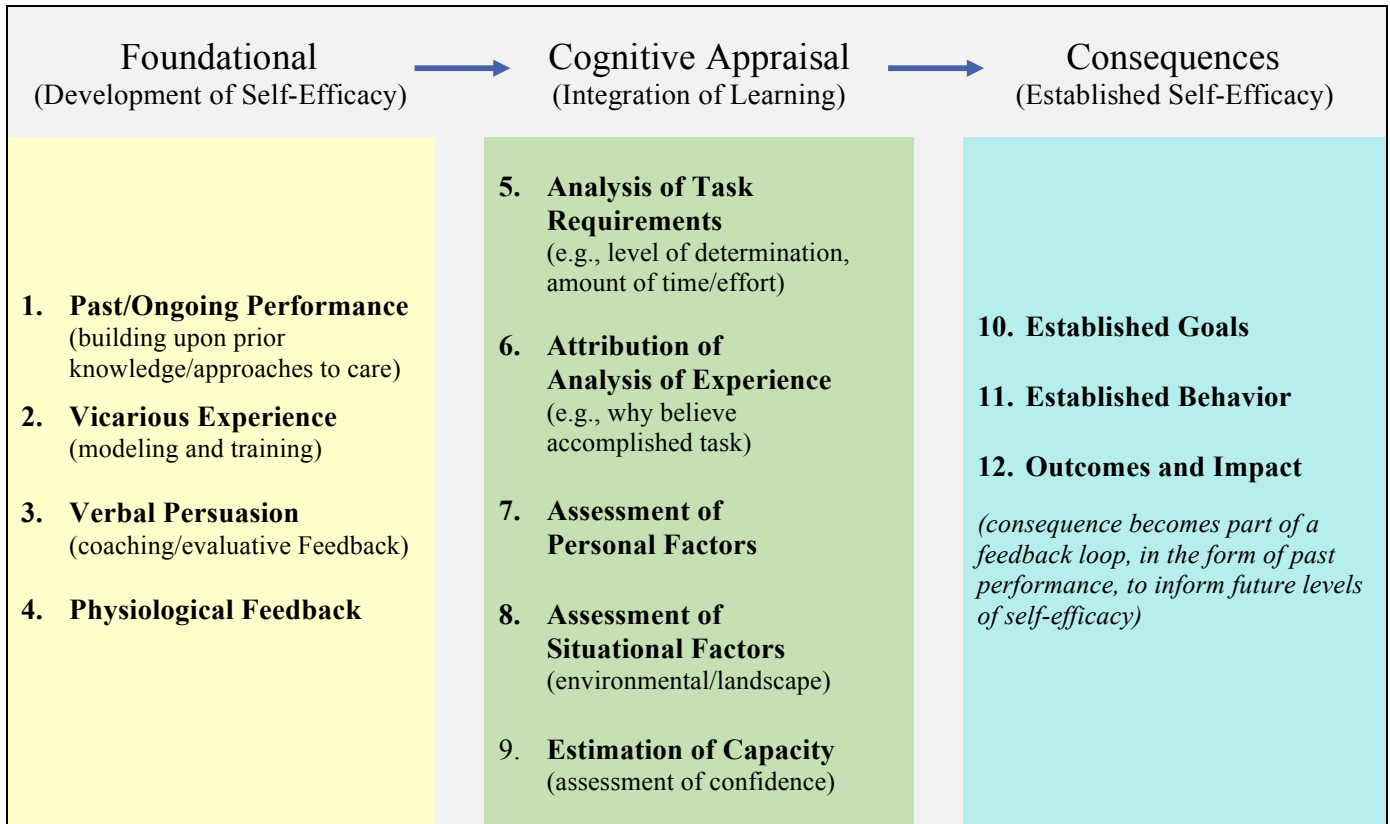 Foundational
(Development of Self-Efficacy)
Cognitive Appraisal
(Integration of Learning)
Consequences
(Established Self-Efficacy)
1. Past/Ongoing Performance
(building upon prior
knowledge/approaches to care)
2. Vicarious Experience
(modeling and training)
3. Verbal Persuasion
(coaching/evaluative Feedback)
4. Physiological Feedback
5. Analysis of Task
Requirements
(e.g., level of determination,
amount of time/effort)
6. Attribution of
Analysis of Experience
(e.g., why believe
accomplished task)
7. Assessment of
Personal Factors
8. Assessment of
Situational Factors
(environmental/landscape)
9. Estimation of Capacity
(assessment of confidence)
10. Established Goals
11. Established Behavior
12. Outcomes and Impact
(consequence becomes part of a
feedback loop, in the form of past
performance, to inform future levels
of self-efficacy)